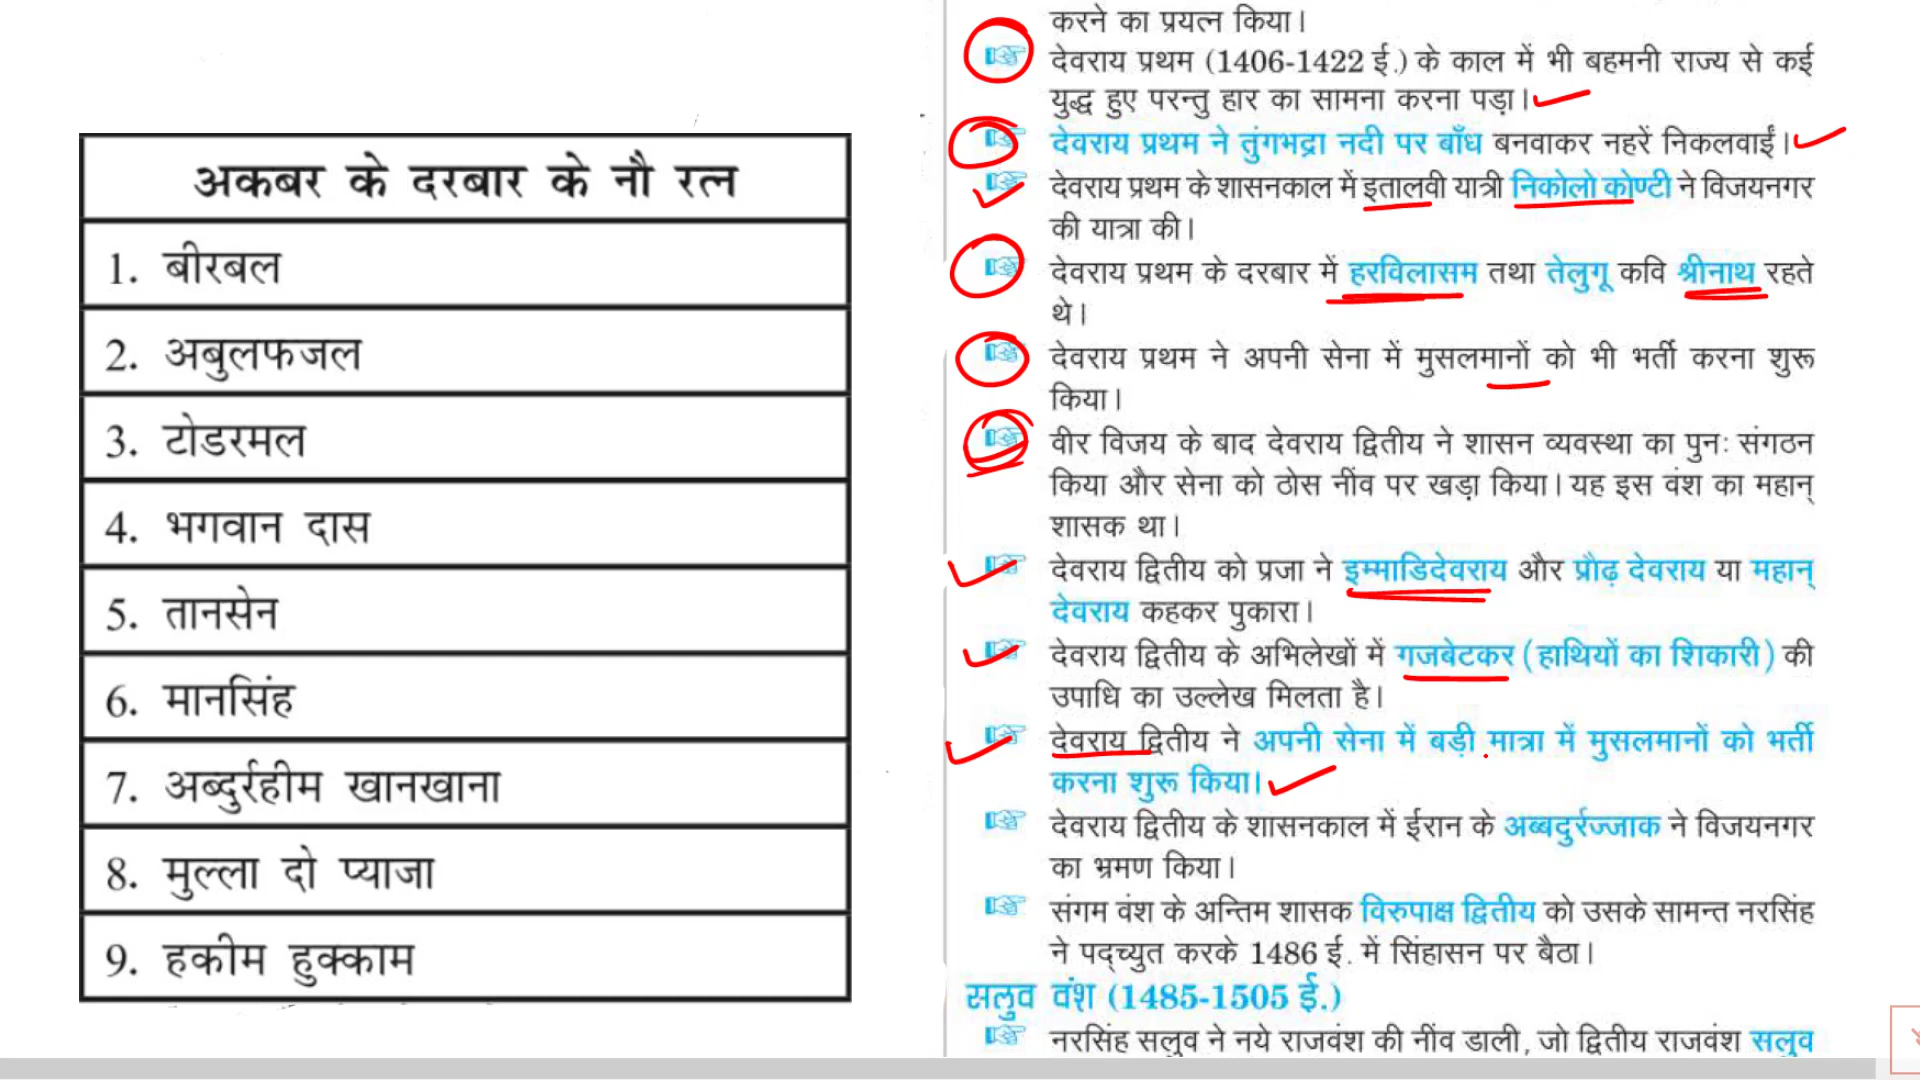 अकबर के दरबार के नौ रत्न
1. बीरबल
2. अबुलफजल
3. टोडरमल
4. भगवान दास
5. तानसेन
6. मानसिंह
7. अब्दुर्रहीम खानखाना
8. मुल्ला दो प्याजा
9. हकीम हुक्काम
करने का प्रयत्न किया।
देवराय प्रथम (1406-1422 ई.) के काल में भी बहमनी राज्य से कई
युद्ध हुए परन्तु हार का सामना करना पड़ा।
देवराय प्रथम ने तुंगभद्रा नदी पर बाँध बनवाकर नहरें निकलवाईं।
देवराय प्रथम के शासनकाल में इतालवी यात्री निकोलो कोण्टी ने विजयनगर
की यात्रा की।
देवराय प्रथम के दरबार में हरविलासम तथा तेलुगू कवि श्रीनाथ रहते
थे।
देवराय प्रथम ने अपनी सेना में मुसलमानों को भी भर्ती करना शुरू
किया।
वीर विजय के बाद देवराय द्वितीय ने शासन व्यवस्था का पुनः संगठन
किया और सेना को ठोस नींव पर खड़ा किया। यह इस वंश का महान्
शासक था।
देवराय द्वितीय को प्रजा ने इम्माडिदेवराय और प्रौढ़ देवराय या महान्
देवराय कहकर पुकारा।
देवराय द्वितीय के अभिलेखों में गजबेटकर (हाथियों का शिकारी) की
उपाधि का उल्लेख मिलता है।
देवराय द्वितीय ने अपनी सेना में बड़ी मात्रा में मुसलमानों को भर्ती
करना शुरू किया।
देवराय द्वितीय के शासनकाल में ईरान के अब्बदुर्रज्जाक ने विजयनगर
का भ्रमण किया।
संगम वंश के अन्तिम शासक विरुपाक्ष द्वितीय को उसके सामन्त नरसिंह
ने पद्च्युत करके 1486 ई. में सिंहासन पर बैठा।
सलुव वंश (1485-1505 ई.)
नरसिंह सलुव ने नये राजवंश की नींव डाली, जो द्वितीय राजवंश सलुव